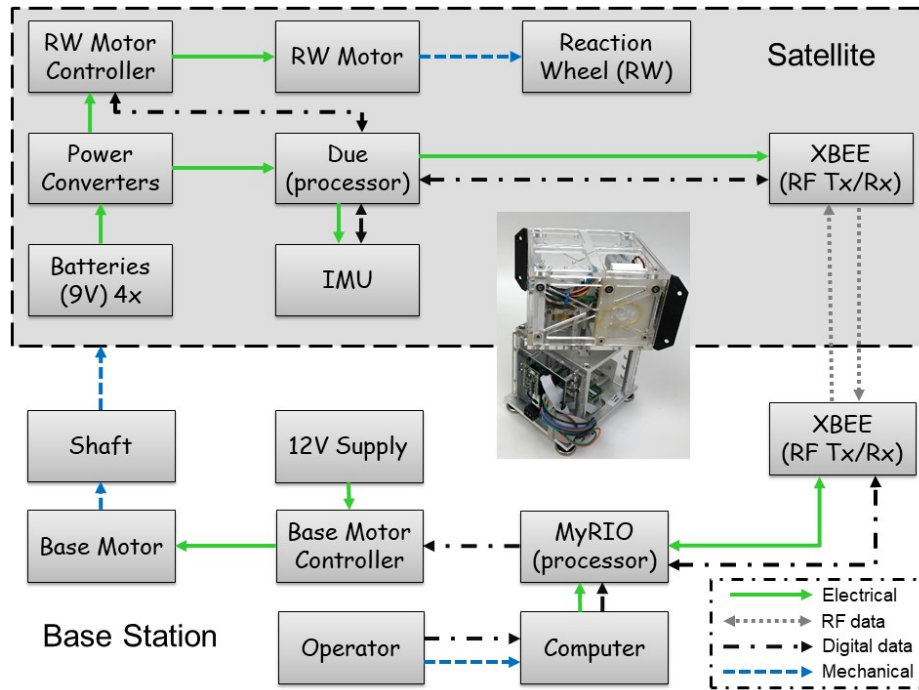 RW Motor
Controller
RW Motor
Reaction
Wheel (RW)
Satellite
Power
Converters
Due
(processor)
XBEE
(RF Tx/Rx)
Batteries
(9V) 4x
IMU
Shaft
12V Supply
XBEE
(RF Tx/Rx)
Base Motor
Base Motor
Controller
MyRIO
(processor)
Base Station
Operator
Computer
Electrical
RF data
Digital data
Mechanical